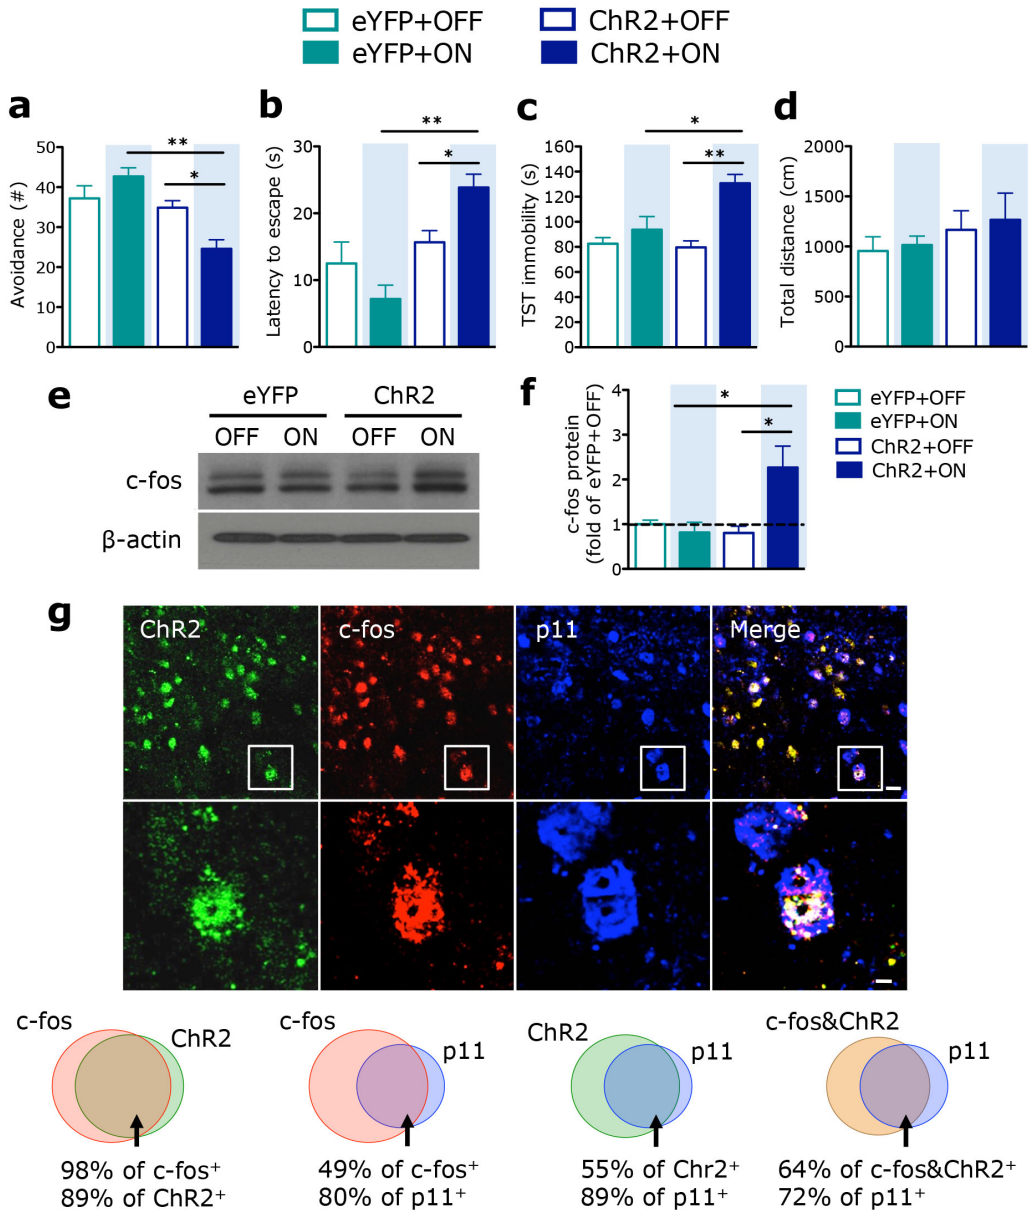 eYFP+OFF
eYFP+ON
ChR2+OFF
ChR2+ON
a
Avoidance (#)
50
40
30
20
10
0
**
*
b
Latency to escape (s)
30
20
10
0
**
*
c
TST immobility (s)
160
140
120
100
80
60
40
20
0
*
**
d
Total distance (cm)
2000
1500
1000
500
0
e
eYFP ChR2
OFF ON OFF ON
c-fos
β-actin
f
c-fos protein
(fold of eYFP+OFF)
4
3
2
1
0
*
*
eYFP+OFF
eYFP+ON
ChR2+OFF
ChR2+ON
g
ChR2 c-fos p11 Merge
c-fos
ChR2
98% of c-fos⁺
89% of ChR2⁺
c-fos
p11
49% of c-fos⁺
80% of p11⁺
ChR2
p11
55% of Chr2⁺
89% of p11⁺
c-fos&ChR2
p11
64% of c-fos&ChR2⁺
72% of p11⁺